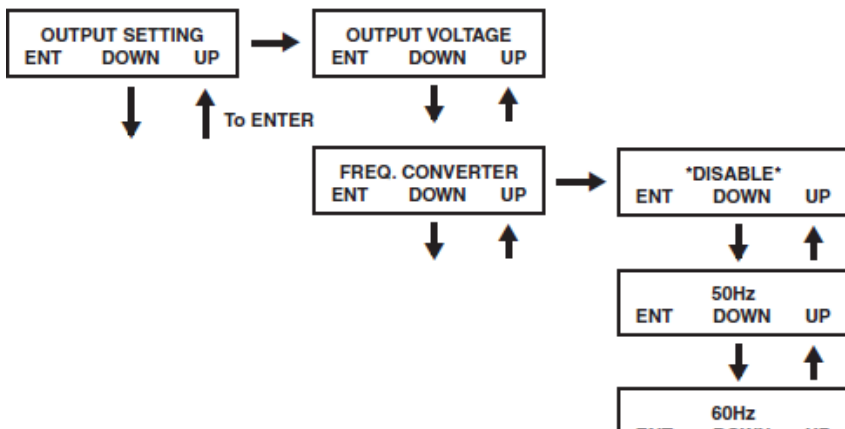 OUTPUT SETTING
ENT DOWN UP
OUTPUT VOLTAGE
ENT DOWN UP
To ENTER
FREQ. CONVERTER
ENT DOWN UP
*DISABLE*
ENT DOWN UP
50Hz
ENT DOWN UP
60Hz